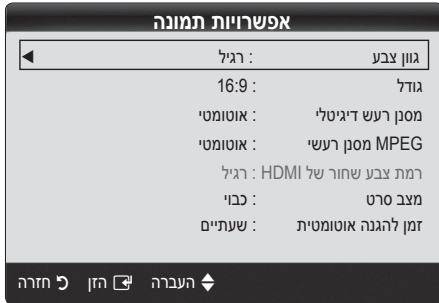 אפשרויות תמונה
גוון צבע : רגיל
גודל : 16:9
מסנן רעש דיגיטלי : אוטומטי
MPEG מסנן רעשי : אוטומטי
רמת צבע שחור של HDMI : רגיל
מצב סרט : כבוי
זמן להגנה אוטומטית : שעתיים
העברה הזן חזרה